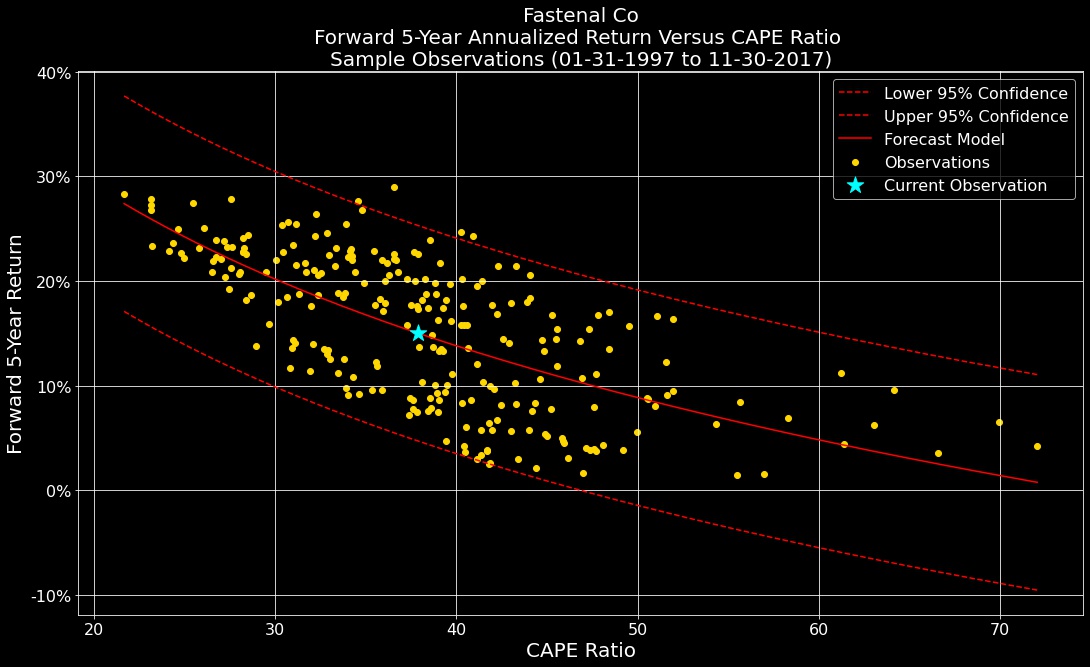 Fastenal Co
Forward 5-Year Annualized Return Versus CAPE Ratio
Sample Observations (01-31-1997 to 11-30-2017)
40%
30%
20%
10%
0%
-10%
Forward 5-Year Return
Lower 95% Confidence
Upper 95% Confidence
Forecast Model
Observations
Current Observation
20
30
40
50
60
70
CAPE Ratio